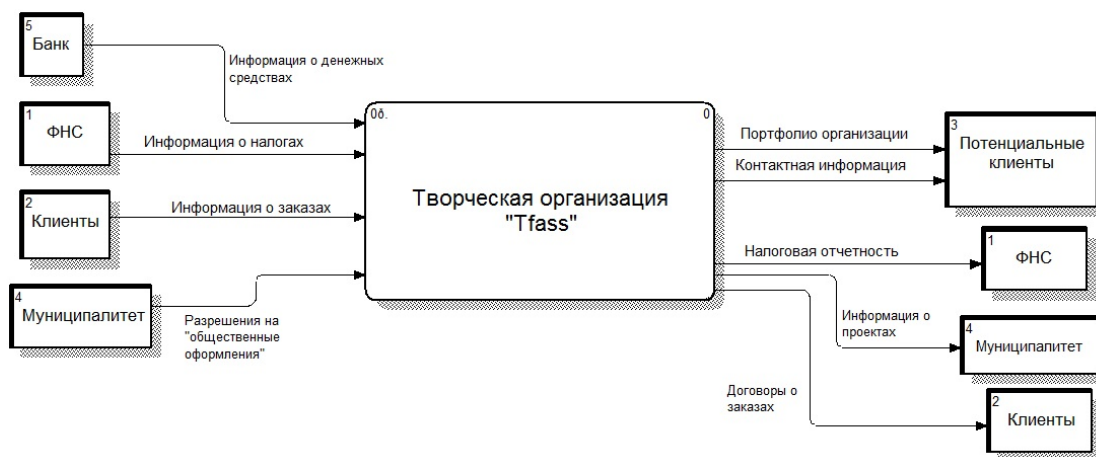 5
Банк
Информация о денежных
средствах
1
ФНС
Информация о налогах
2
Клиенты
Информация о заказах
4
Муниципалитет
Разрешения на
"общественные
оформления"
0б.
0
Творческая организация
"Tfass"
Портфолио организации
Контактная информация
3
Потенциальные
клиенты
Налоговая отчетность
1
ФНС
Информация о
проектах
4
Муниципалитет
Договоры о
заказах
2
Клиенты